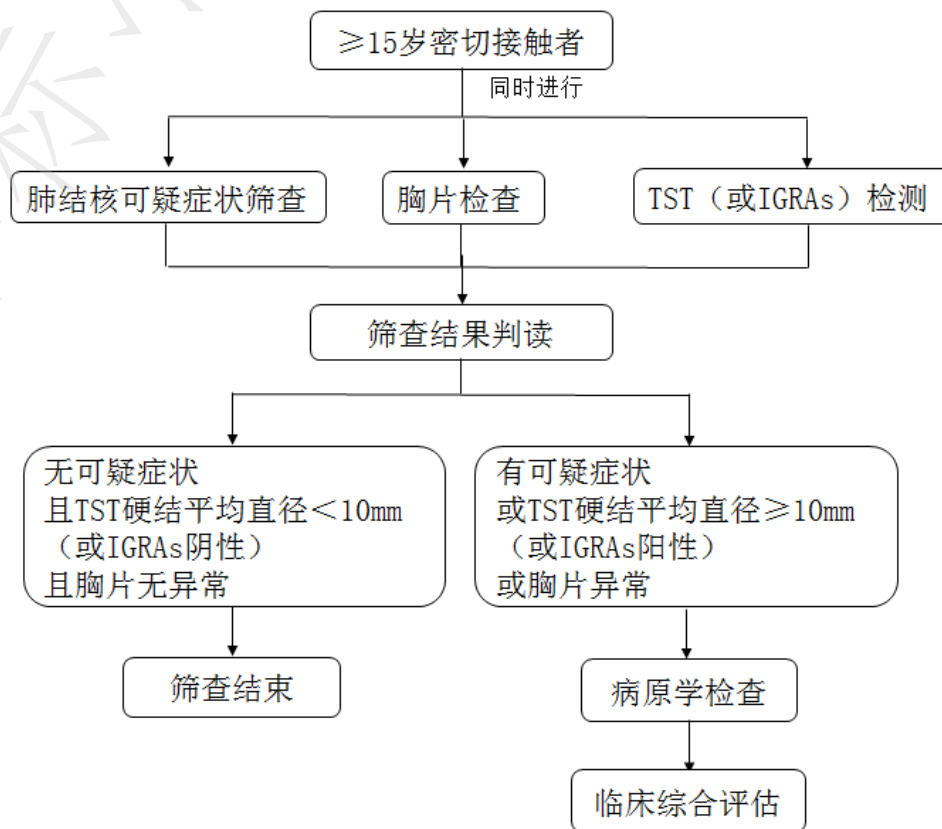 ≥15岁密切接触者
同时进行
肺结核可疑症状筛查
胸片检查
TST（或IGRAs）检测
筛查结果判读
无可疑症状
且TST硬结平均直径＜10mm
（或IGRAs阴性）
且胸片无异常
有可疑症状
或TST硬结平均直径≥10mm
（或IGRAs阳性）
或胸片异常
筛查结束
病原学检查
临床综合评估